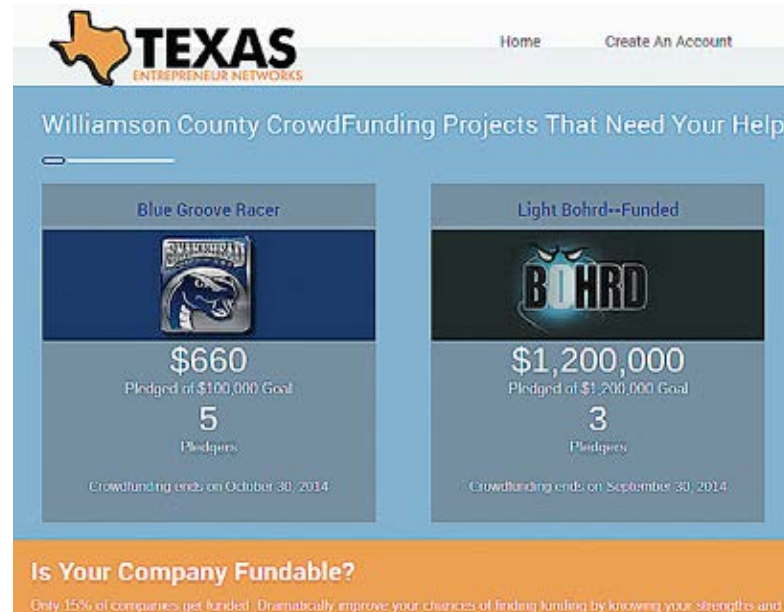 TEXAS
ENTREPRENEUR NETWORKS
Home Create An Account
Williamson County CrowdFunding Projects That Need Your Help
Blue Groove Racer
$660
Pledged of $100,000 Goal
5
Pledgers
Crowdfunding ends on October 30, 2014
Light Bohrd--Funded
BOHRD
$1,200,000
Pledged of $1,200,000 Goal
3
Pledgers
Crowdfunding ends on September 30, 2014
Is Your Company Fundable?
Only 15% of companies get funded. Dramatically improve your chances of finding funding by knowing your strengths and